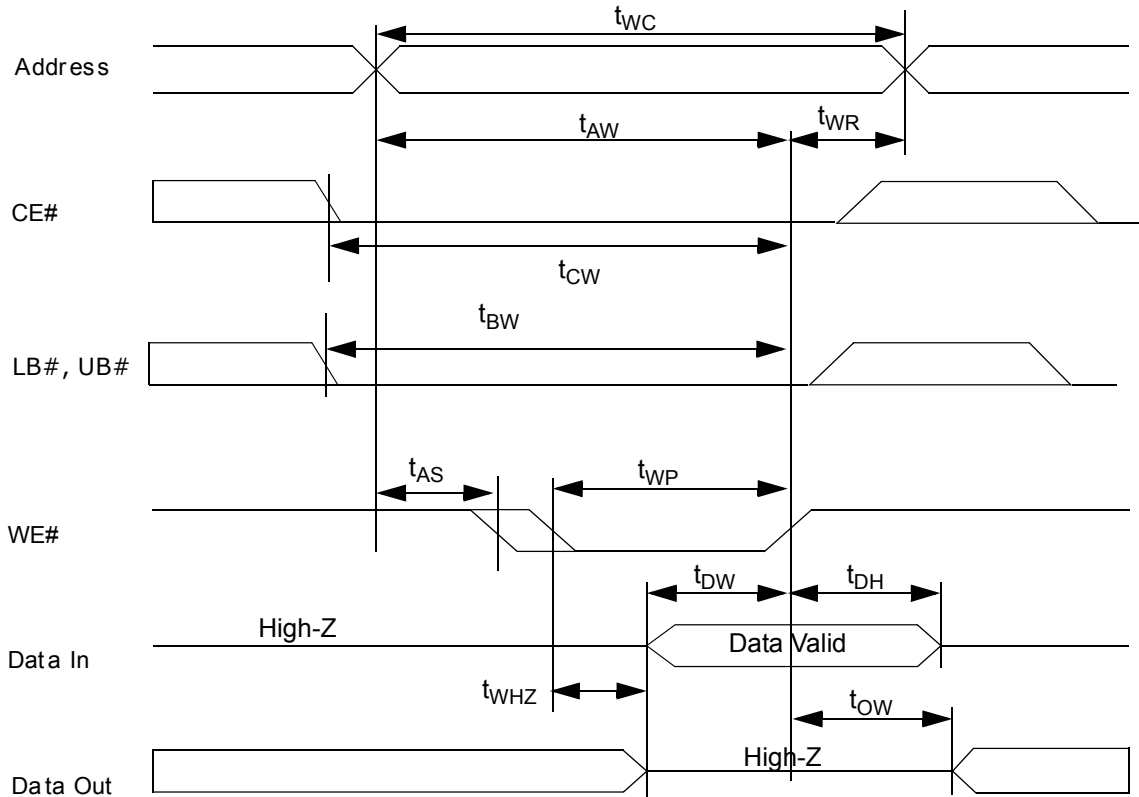 tWC
Address
tAW
tWR
CE#
tCW
tBW
LB#, UB#
tAS
tWP
WE#
tDW
tDH
High-Z
Data Valid
Data In
tWHZ
tOW
High-Z
Data Out